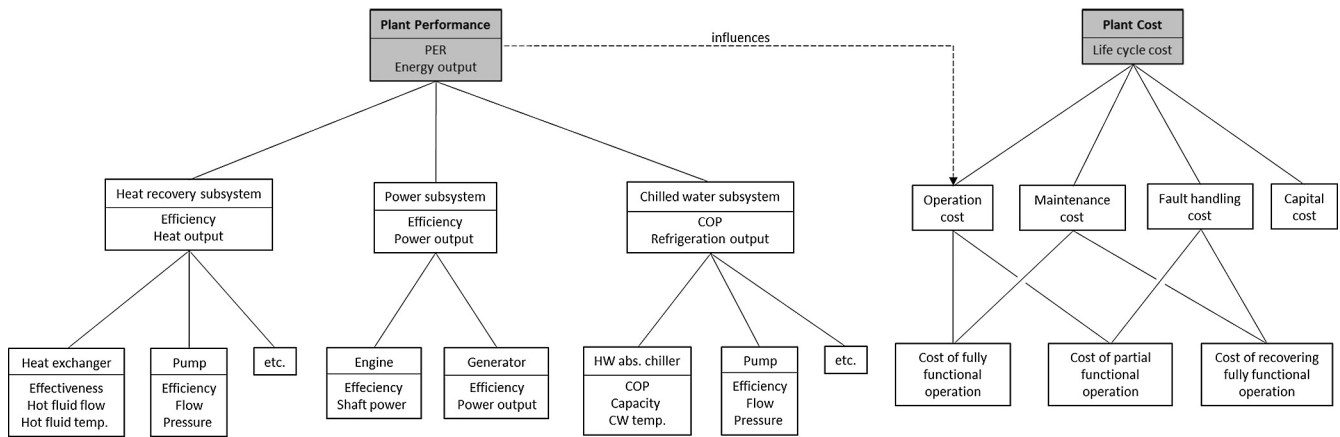 Plant Performance
PER
Energy output
influences
Plant Cost
Life cycle cost
Heat recovery subsystem
Efficiency
Heat output
Power subsystem
Efficiency
Power output
Chilled water subsystem
COP
Refrigeration output
Operation
cost
Maintenance
cost
Fault handling
cost
Capital
cost
Heat exchanger
Effectiveness
Hot fluid flow
Hot fluid temp.
Pump
Efficiency
Flow
Pressure
etc.
Engine
Effeciency
Shaft power
Generator
Efficiency
Power output
HW abs. chiller
COP
Capacity
CW temp.
Pump
Efficiency
Flow
Pressure
etc.
Cost of fully
functional
operation
Cost of partial
functional
operation
Cost of recovering
fully functional
operation